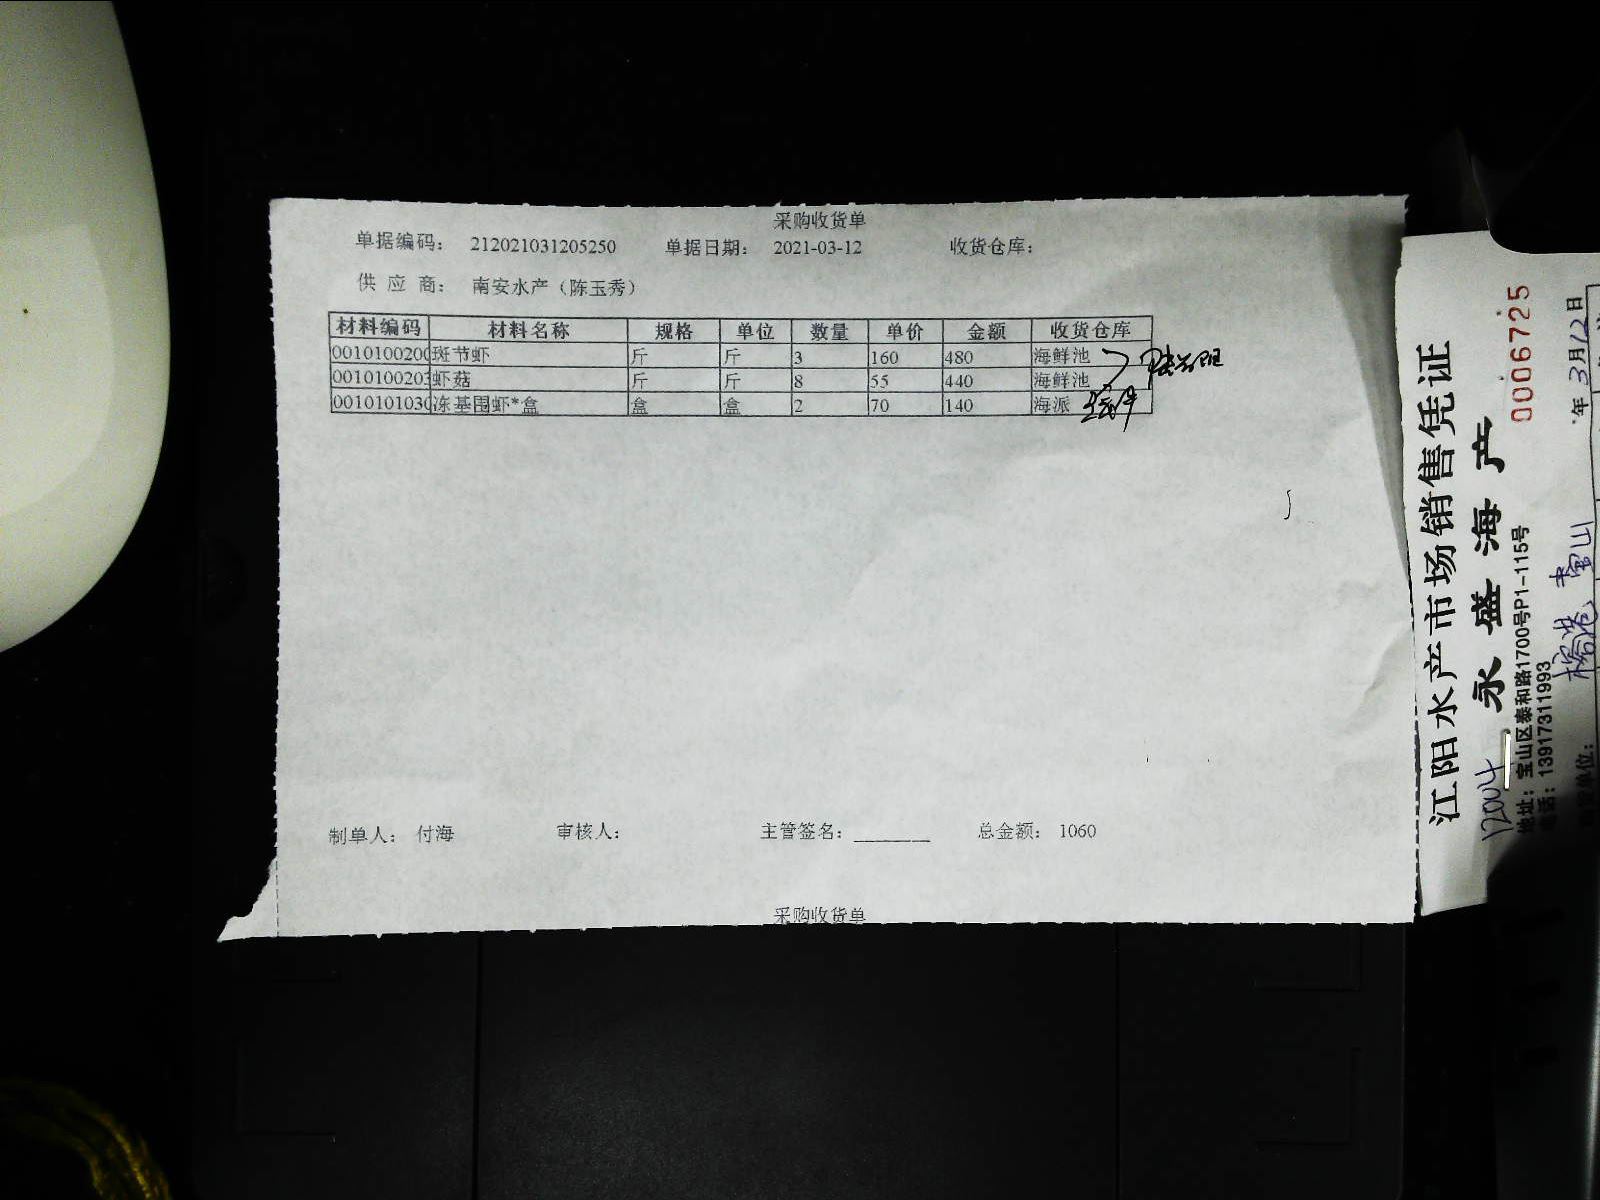 采购收货单
单据编码： 212021031205250 单据日期： 2021-03-12 收货仓库：
供 应 商： 南安水产（陈玉秀）
材料编码 材料名称 规格 单位 数量 单价 金额 收货仓库
0010100200 斑节虾 斤 斤 3 160 480 海鲜池
001010020 虾菇 斤 斤 8 55 440 海鲜池
0010101030 冻基围虾*盒 盒 盒 2 70 140 海派
制单人： 付海 审核人： 主管签名： 总金额： 1060
采购收货单
江阳水产市场销售凭证
永盛海产
0006725
12004
地址：宝山区泰和路1700号P1-115号
电话：13917311993
年 3月12日